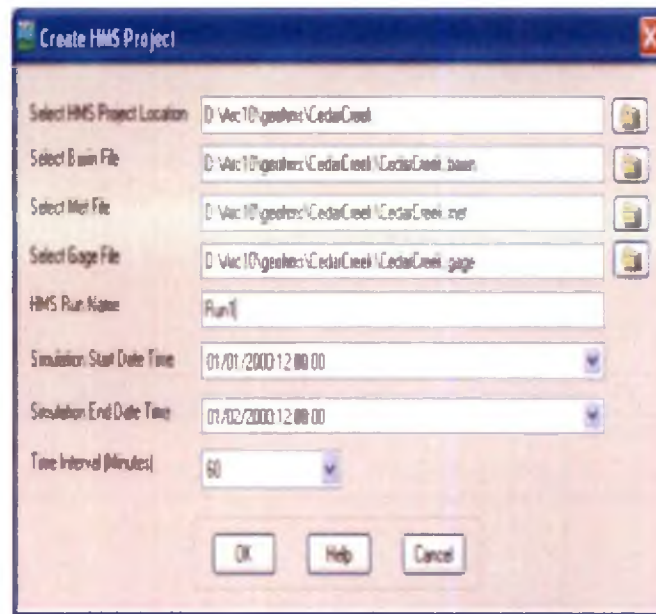 Create HMS Project
Select HMS Project Location D:\Arc10\geohms\CedarCreek
Select Basin File D:\Arc10\geohms\CedarCreek\CedarCreek.basin
Select Met File D:\Arc10\geohms\CedarCreek\CedarCreek.met
Select Gage File D:\Arc10\geohms\CedarCreek\CedarCreek.gage
HMS Run Name Run1
Simulation Start Date Time 01/01/2000 12:00:00
Simulation End Date Time 01/02/2000 12:00:00
Time Interval (Minutes) 60
OK Help Cancel